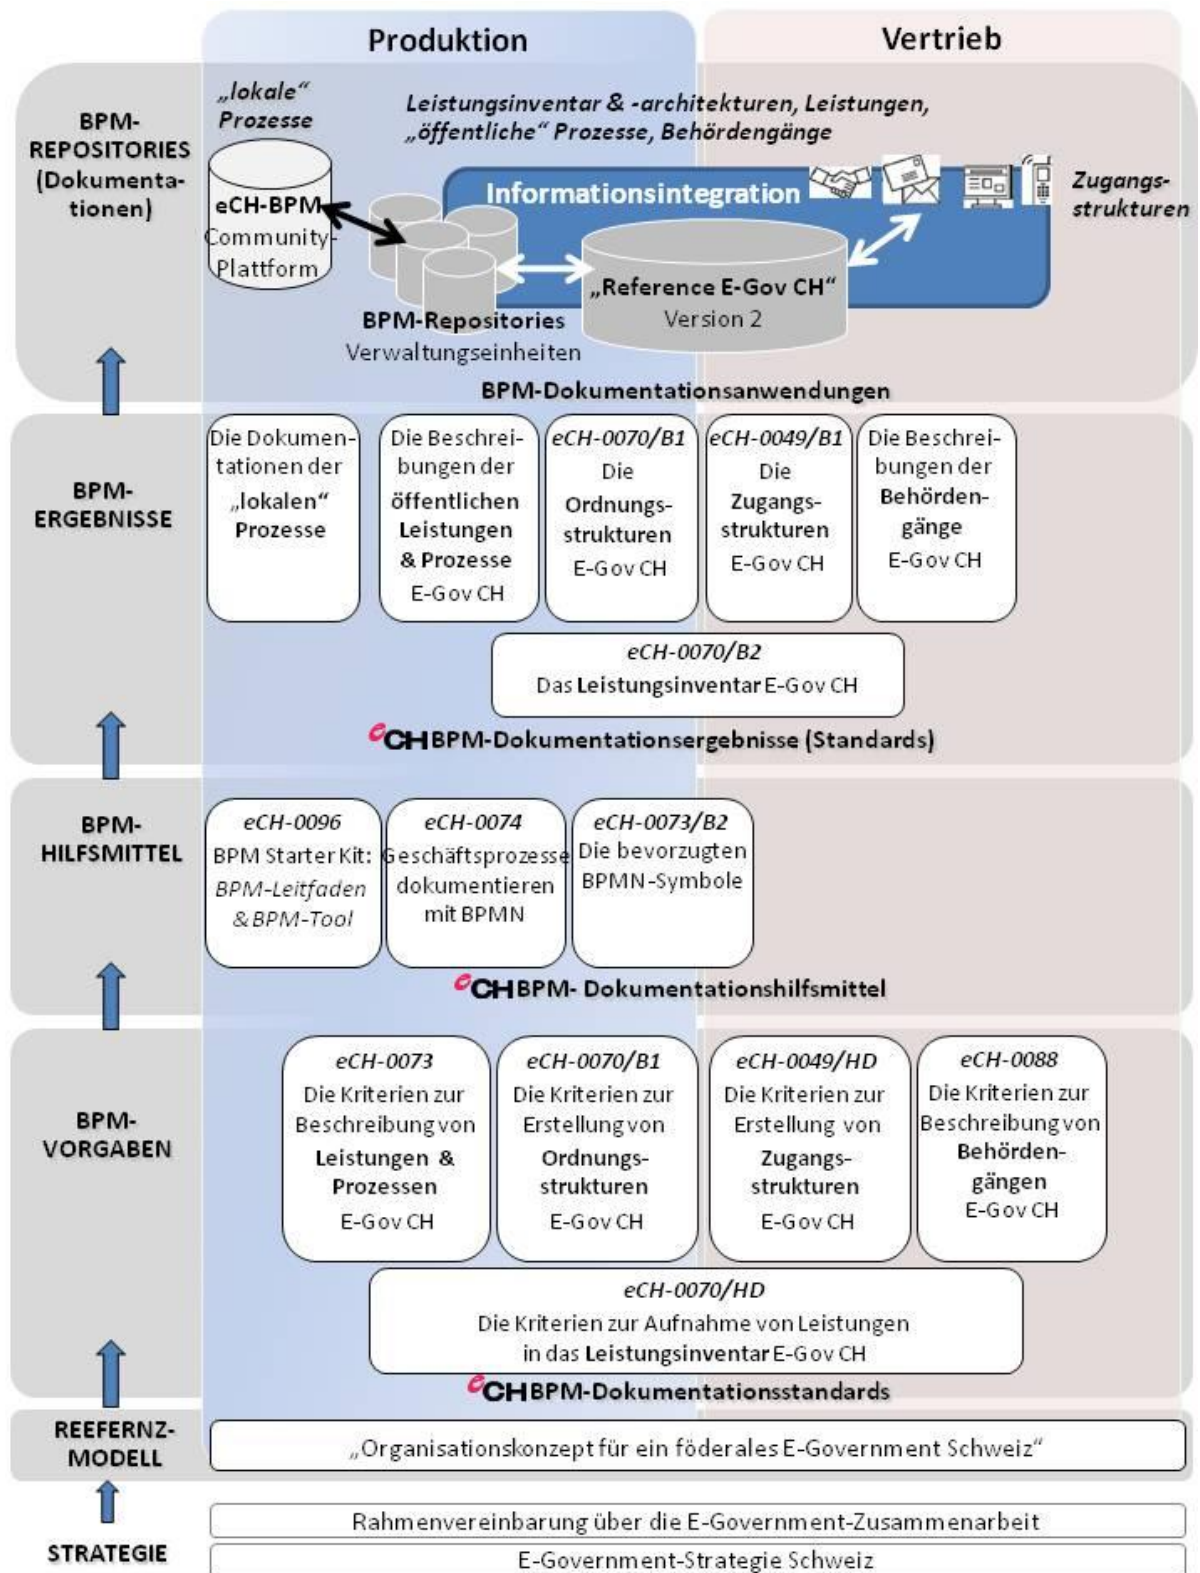 Produktion
Vertrieb
BPM-
REPOSITORIES
(Dokumenta-
tionen)
„lokale“
Prozesse
Leistungsinventar & -architekturen, Leistungen,
„öffentliche“ Prozesse, Behördengänge
eCH-BPM
Community-
Plattform
Informationsintegration
Zugangs-
strukturen
„Reference E-Gov CH“
Version 2
BPM-Repositories
Verwaltungseinheiten
BPM-Dokumentationsanwendungen
BPM-
ERGEBNISSE
Die Dokumen-
tationen der
„lokalen“
Prozesse
Die Beschrei-
bungen der
öffentlichen
Leistungen
& Prozesse
E-Gov CH
eCH-0070/B1
Die
Ordnungs-
strukturen
E-Gov CH
eCH-0049/B1
Die
Zugangs-
strukturen
E-Gov CH
Die Beschrei-
bungen der
Behörden-
gänge
E-Gov CH
eCH-0070/B2
Das Leistungsinventar E-Gov CH
eCH BPM-Dokumentationsergebnisse (Standards)
BPM-
HILFSMITTEL
eCH-0096
BPM Starter Kit:
BPM-Leitfaden
& BPM-Tool
eCH-0074
Geschäftsprozesse
dokumentieren
mit BPMN
eCH-0073/B2
Die bevorzugten
BPMN-Symbole
eCH BPM- Dokumentationshilfsmittel
BPM-
VORGABEN
eCH-0073
Die Kriterien zur
Beschreibung von
Leistungen &
Prozessen
E-Gov CH
eCH-0070/B1
Die Kriterien zur
Erstellung von
Ordnungs-
strukturen
E-Gov CH
eCH-0049/HD
Die Kriterien zur
Erstellung von
Zugangs-
strukturen
E-Gov CH
eCH-0088
Die Kriterien zur
Beschreibung von
Behörden-
gängen
E-Gov CH
eCH-0070/HD
Die Kriterien zur Aufnahme von Leistungen
in das Leistungsinventar E-Gov CH
eCH BPM-Dokumentationsstandards
REEFERNZ-
MODELL
„Organisationskonzept für ein föderales E-Government Schweiz“
STRATEGIE
Rahmenvereinbarung über die E-Government-Zusammenarbeit
E-Government-Strategie Schweiz